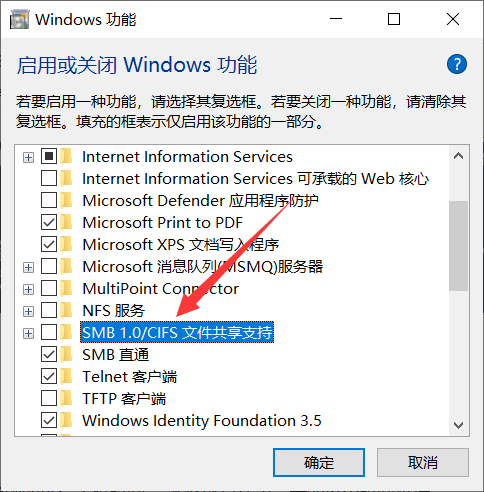 Windows 功能
启用或关闭 Windows 功能
?
若要启用一种功能，请选择其复选框。若要关闭一种功能，请清除其
复选框。填充的框表示仅启用该功能的一部分。
Internet Information Services
Internet Information Services 可承载的 Web 核心
Microsoft Defender 应用程序防护
Microsoft Print to PDF
Microsoft XPS 文档写入程序
Microsoft 消息队列(MSMQ)服务器
MultiPoint Connector
NFS 服务
SMB 1.0/CIFS 文件共享支持
SMB 直通
Telnet 客户端
TFTP 客户端
Windows Identity Foundation 3.5
确定
取消